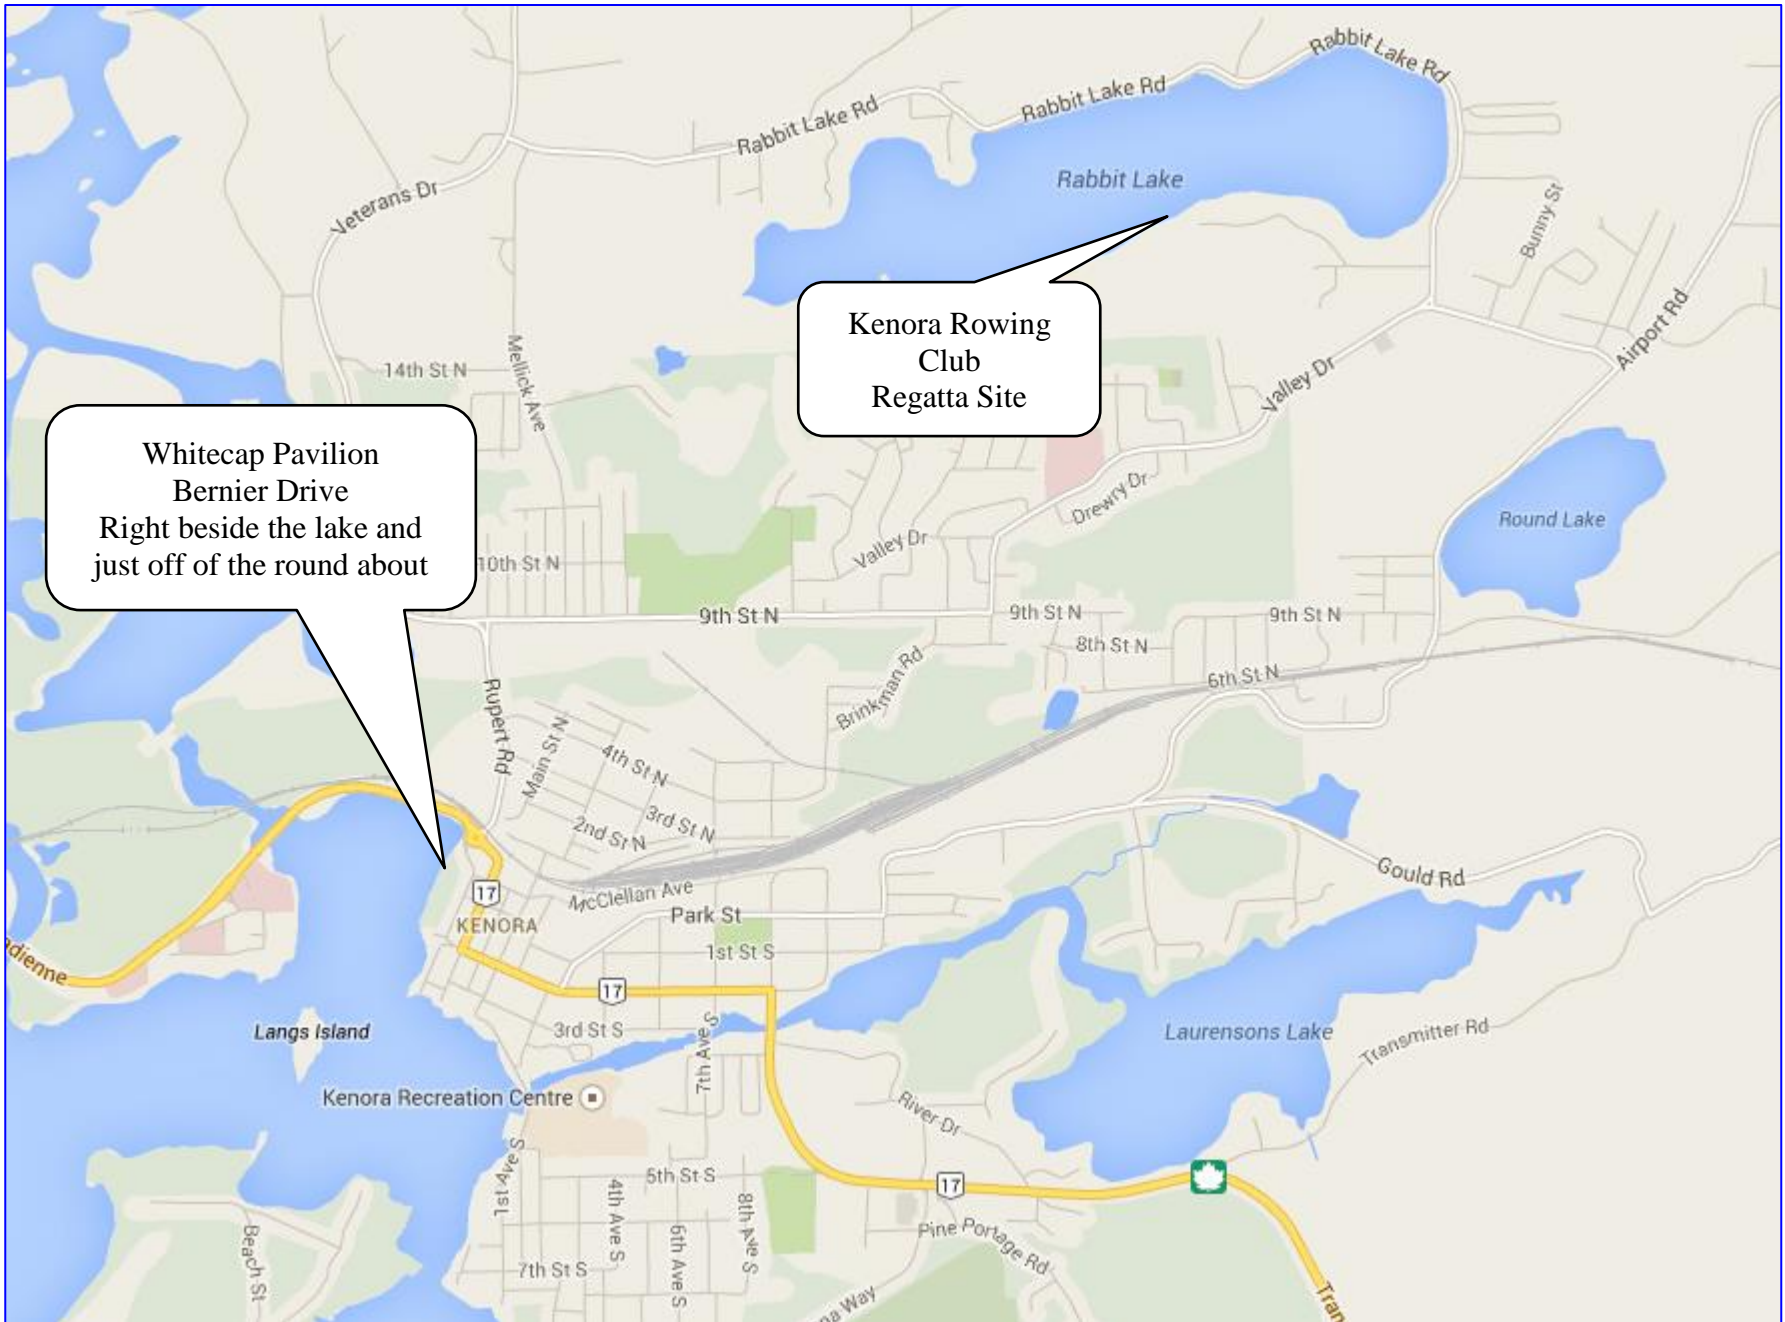 Rabbit Lake Rd
Rabbit Lake Rd
Rabbit Lake Rd
Rabbit Lake
Veterans Dr
Bunny St
Airport Rd
Kenora Rowing
Club
Regatta Site
Mellick Ave
14th St N
Valley Dr
Whitecap Pavilion
Bernier Drive
Right beside the lake and
just off of the round about
Drewry Dr
Round Lake
Valley Dr
10th St N
9th St N
9th St N
9th St N
8th St N
6th St N
Brinkman Rd
Rupert Rd
Main St N
4th St N
3rd St N
2nd St N
Gould Rd
17
McClellan Ave
Park St
KENORA
1st St S
dienne
17
Langs Island
3rd St S
7th Ave S
Laurensons Lake
Transmitter Rd
Kenora Recreation Centre
River Dr
1st Ave S
5th St S
17
4th Ave S
6th Ave S
8th Ave S
Pine Portage Rd
Beach St
7th St S
na Way
Tran